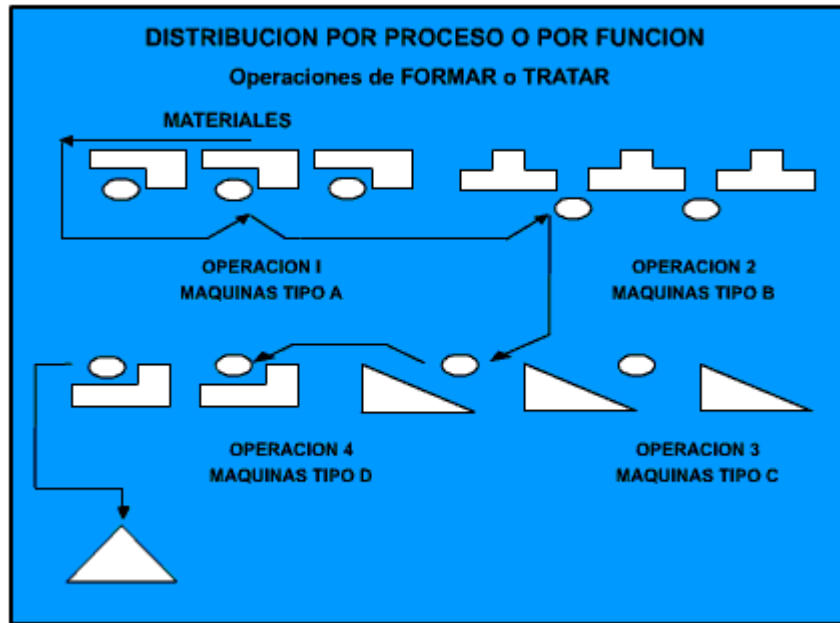 DISTRIBUCION POR PROCESO O POR FUNCION
Operaciones de FORMAR o TRATAR
MATERIALES
OPERACION I
MAQUINAS TIPO A
OPERACION 2
MAQUINAS TIPO B
OPERACION 4
MAQUINAS TIPO D
OPERACION 3
MAQUINAS TIPO C